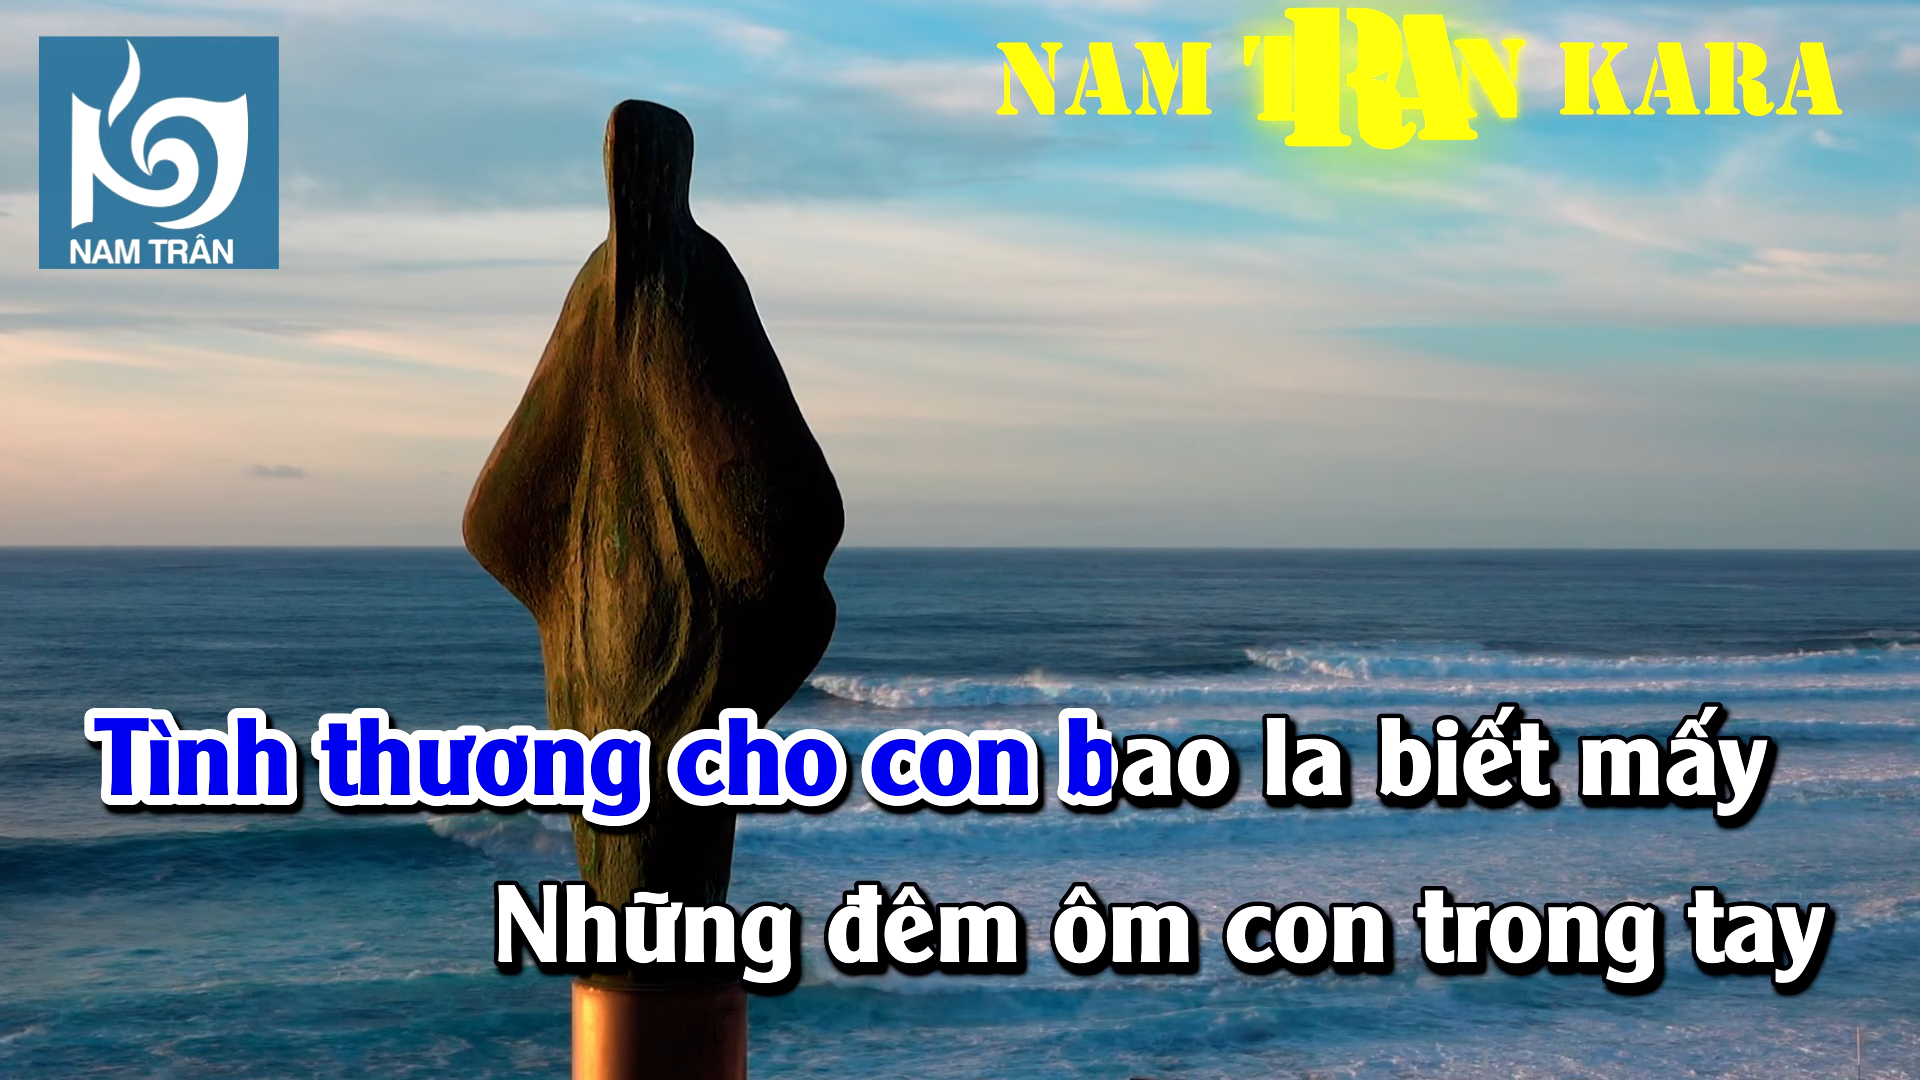 NAM TRAN KARA
NAM TRÂN
Tình thương cho con bao la biết mấy
Những đêm ôm con trong tay